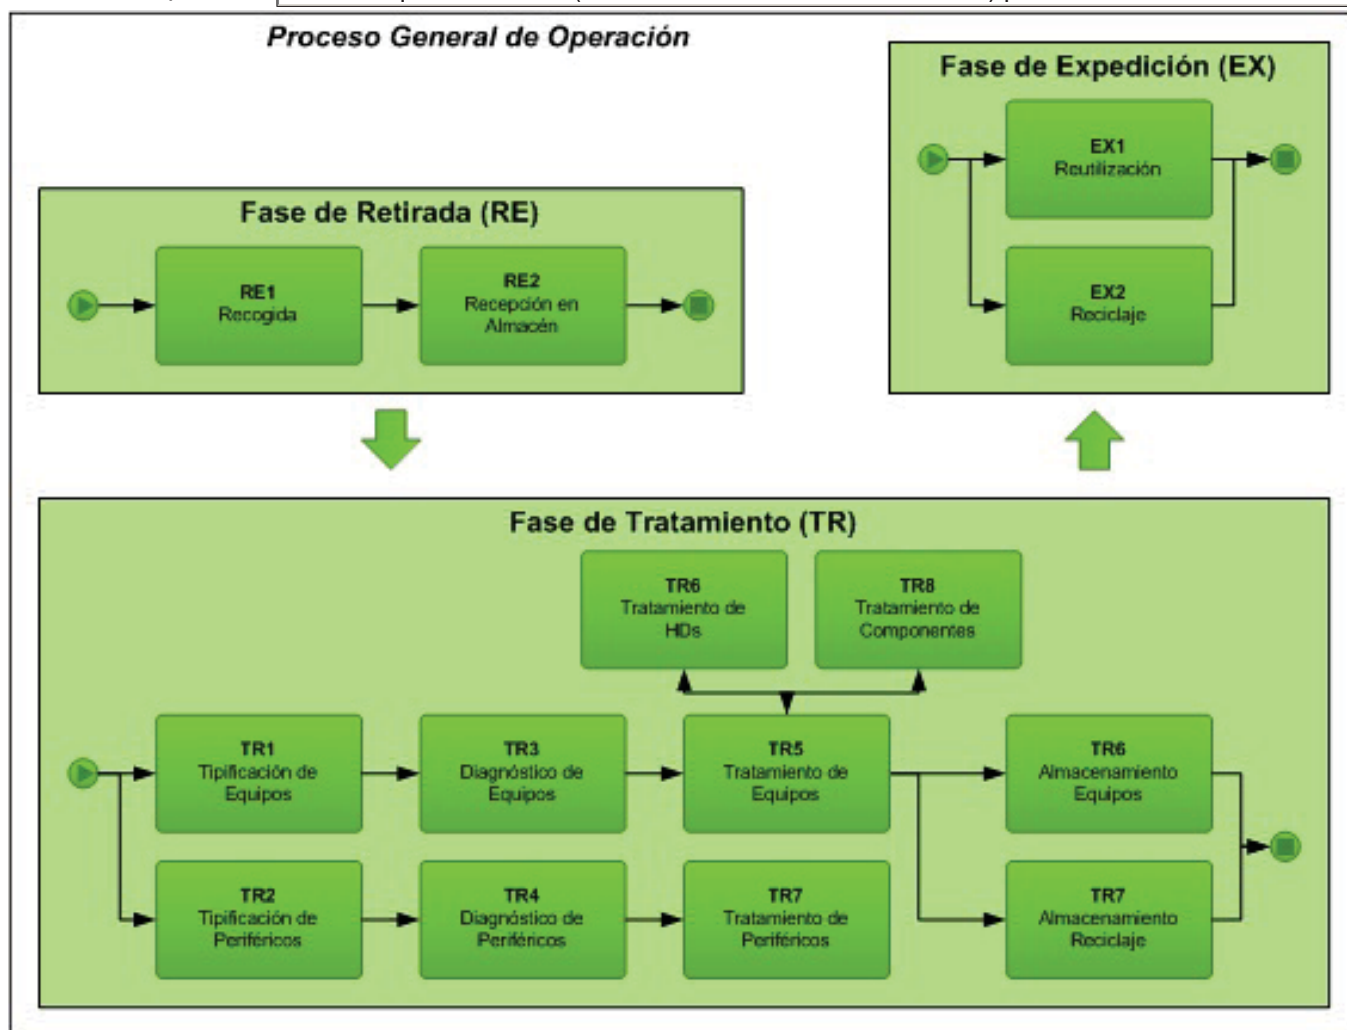 Proceso General de Operación
Fase de Retirada (RE)
RE1
Recogida
RE2
Recepción en
Almacén
Fase de Expedición (EX)
EX1
Reutilización
EX2
Reciclaje
Fase de Tratamiento (TR)
TR6
Tratamiento de
HDs
TR8
Tratamiento de
Componentes
TR1
Tipificación de
Equipos
TR3
Diagnóstico de
Equipos
TR5
Tratamiento de
Equipos
TR6
Almacenamiento
Equipos
TR2
Tipificación de
Periféricos
TR4
Diagnóstico de
Periféricos
TR7
Tratamiento de
Periféricos
TR7
Almacenamiento
Reciclaje